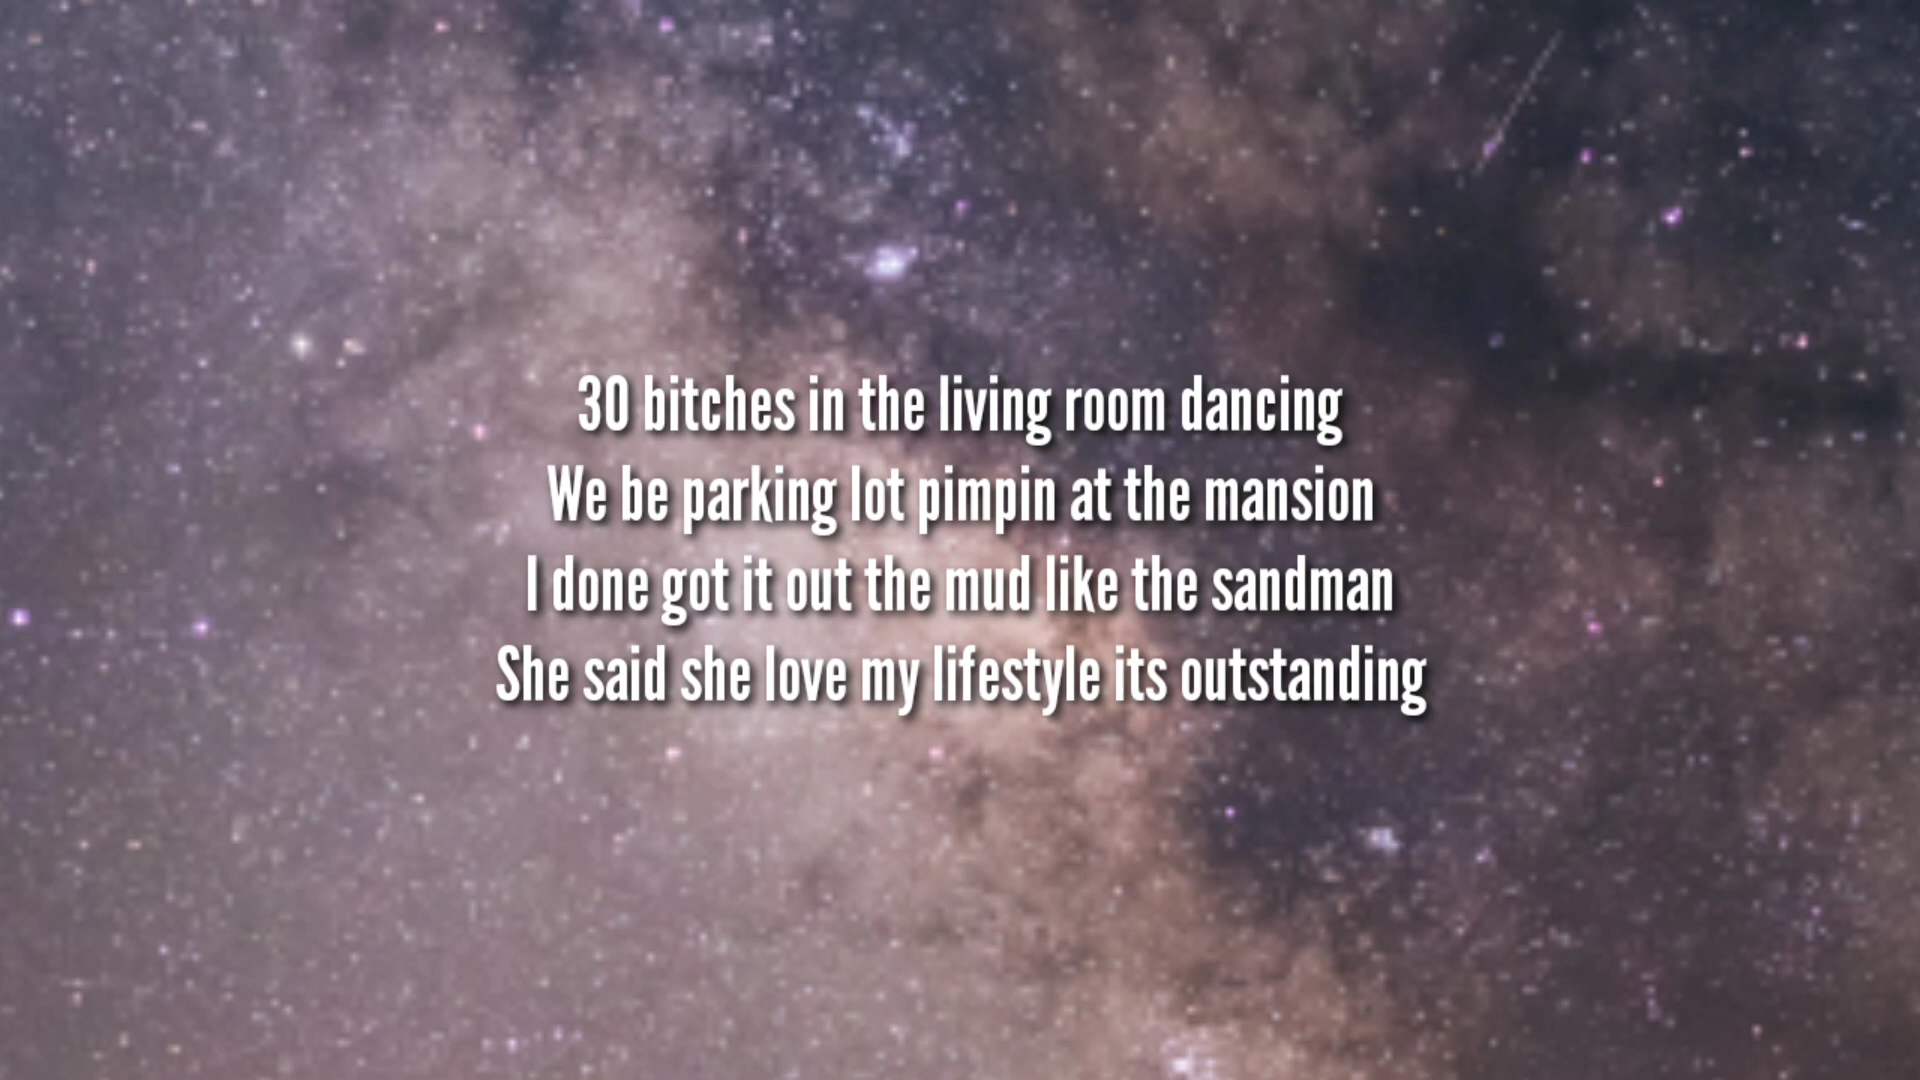 30 bitches in the living room dancing
We be parking lot pimpin at the mansion
I done got it out the mud like the sandman
She said she love my lifestyle its outstanding